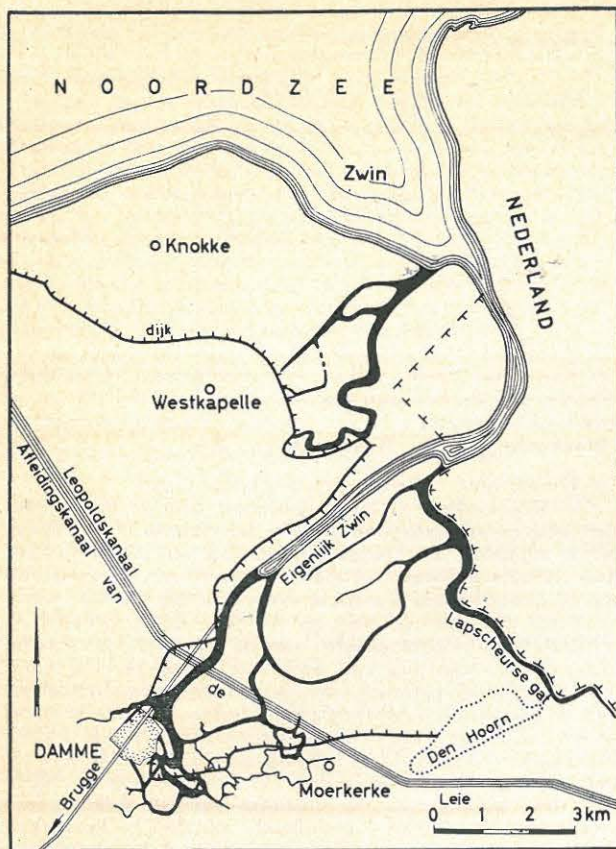 NOORDZEE
Zwin
NEDERLAND
Knokke
dijk
Westkapelle
Leopoldskanaal
Afleidingskanaal van de Leie
Eigenlijk Zwin
Lapscheurse gat
Den Hoorn
DAMME
Brugge
Moerkerke
0 1 2 3 km